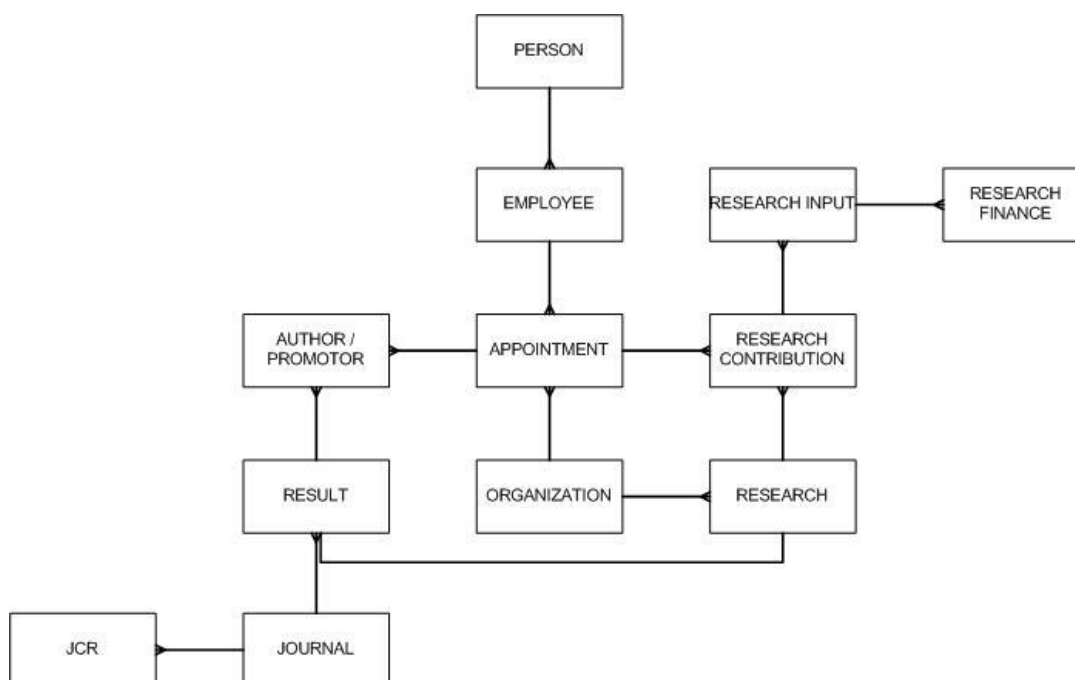 PERSON
EMPLOYEE
RESEARCH INPUT
RESEARCH
FINANCE
AUTHOR /
PROMOTOR
APPOINTMENT
RESEARCH
CONTRIBUTION
RESULT
ORGANIZATION
RESEARCH
JCR
JOURNAL